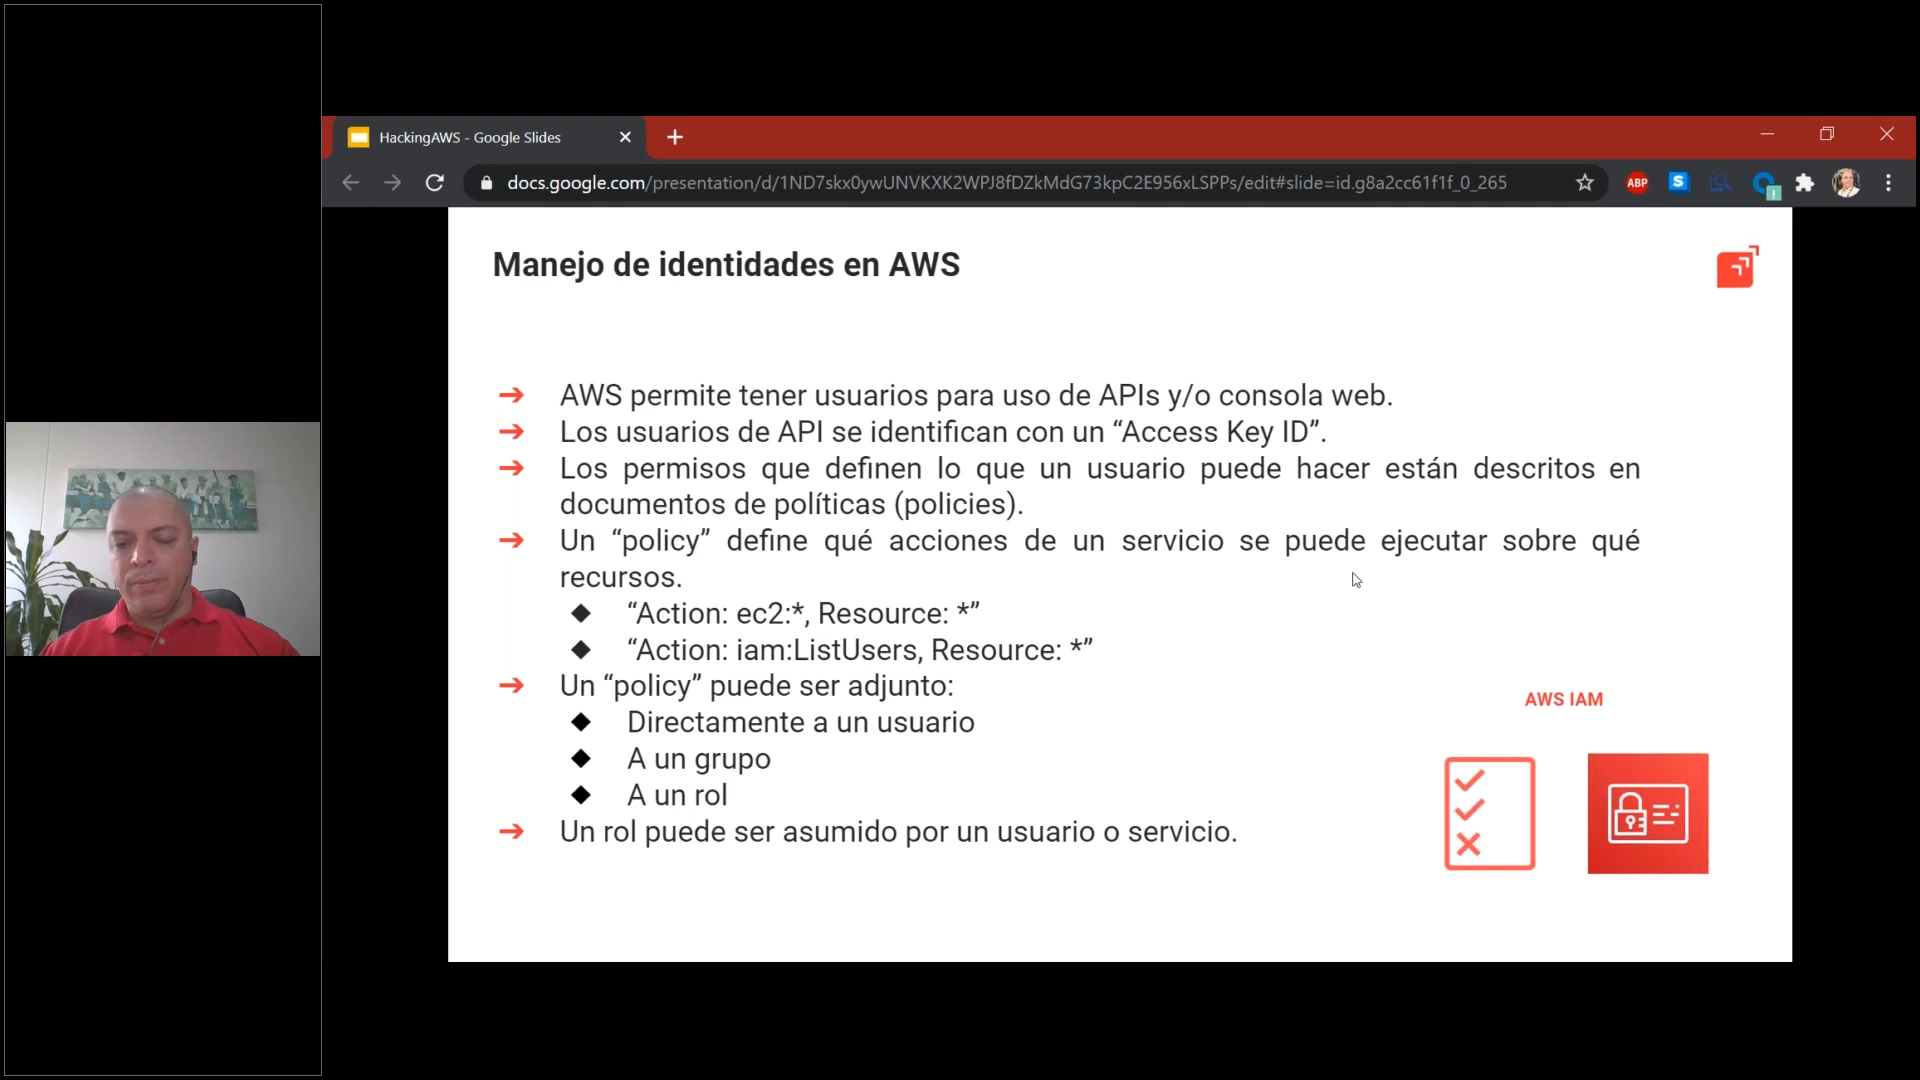 HackingAWS - Google Slides
docs.google.com/presentation/d/1ND7skx0ywUNVKXK2WPJ8fDZkMdG73kpC2E956xLSPPs/edit#slide=id.g8a2cc61f1f_0_265
ABP
S
Manejo de identidades en AWS
➔ AWS permite tener usuarios para uso de APIs y/o consola web.
➔ Los usuarios de API se identifican con un “Access Key ID”.
➔ Los permisos que definen lo que un usuario puede hacer están descritos en
documentos de políticas (policies).
➔ Un “policy” define qué acciones de un servicio se puede ejecutar sobre qué
recursos.
◆ “Action: ec2:*, Resource: *”
◆ “Action: iam:ListUsers, Resource: *”
➔ Un “policy” puede ser adjunto:
◆ Directamente a un usuario
◆ A un grupo
◆ A un rol
➔ Un rol puede ser asumido por un usuario o servicio.
AWS IAM